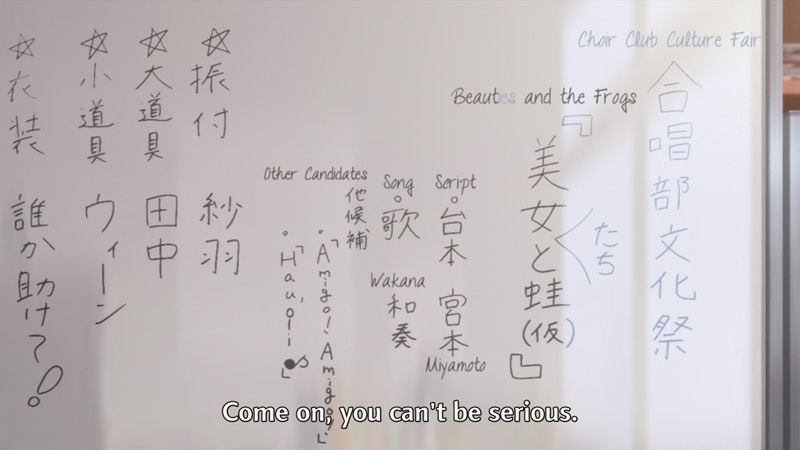 Choir Club Culture Fair
合唱部文化祭
Beauties and the Frogs
『美女と蛙(仮)』
たち
Script
◦台本 宮本
Miyamoto
Song
◦歌
Wakana
和奏
Other Candidates
他候補
◦「Amigo! Amigo!」
◦「Hau'oli's」
☆振付 紗羽
☆大道具 田中
☆小道具 ウィーン
☆衣装 誰か助けて!!
Come on, you can't be serious.